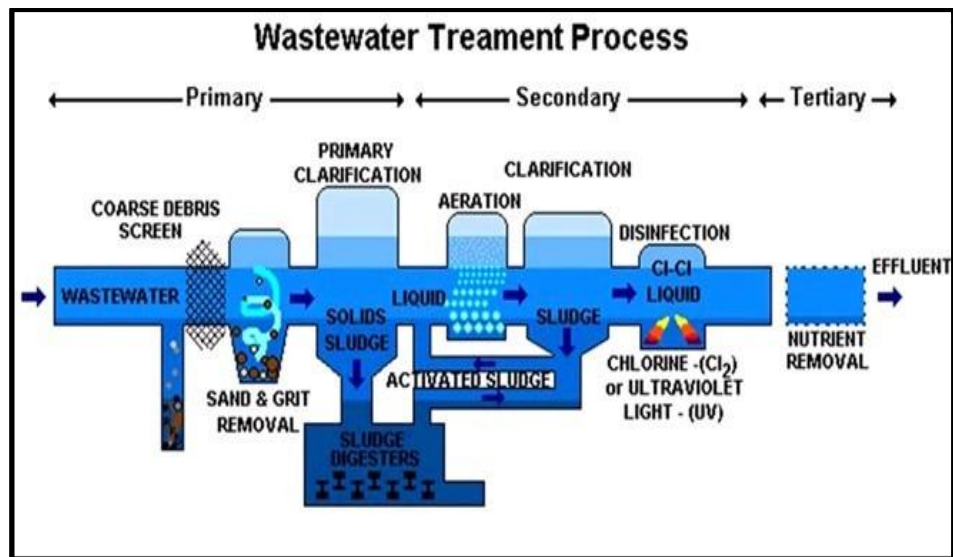 Wastewater Treament Process
Primary
Secondary
Tertiary
COARSE DEBRIS
SCREEN
PRIMARY
CLARIFICATION
AERATION
CLARIFICATION
DISINFECTION
WASTEWATER
SAND & GRIT
REMOVAL
SOLIDS
SLUDGE
LIQUID
SLUDGE
ACTIVATED SLUDGE
SLUDGE
DIGESTERS
Cl-Cl
LIQUID
CHLORINE -(Cl₂)
or ULTRAVIOLET
LIGHT - (UV)
EFFLUENT
NUTRIENT
REMOVAL